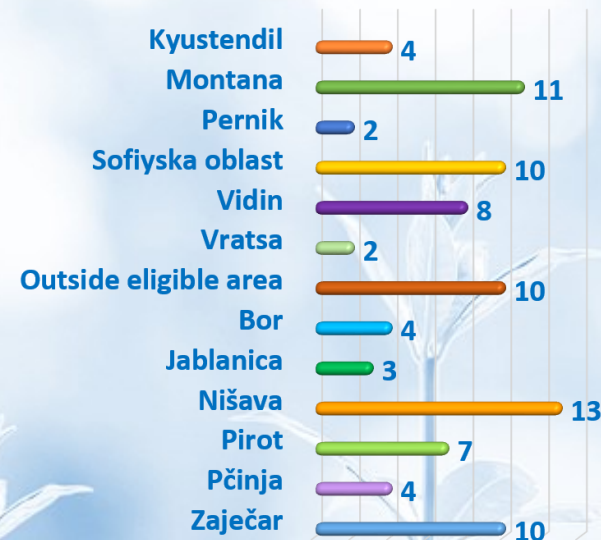 Kyustendil 4
Montana 11
Pernik 2
Sofiyska oblast 10
Vidin 8
Vratsa 2
Outside eligible area 10
Bor 4
Jablanica 3
Nišava 13
Pirot 7
Pčinja 4
Zaječar 10